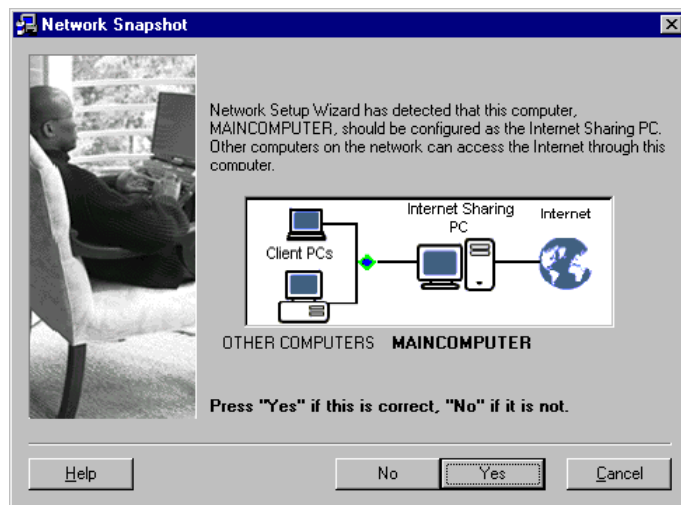 Network Snapshot
Network Setup Wizard has detected that this computer,
MAINCOMPUTER, should be configured as the Internet Sharing PC.
Other computers on the network can access the Internet through this
computer.
Internet Sharing
PC
Internet
Client PCs
OTHER COMPUTERS MAINCOMPUTER
Press "Yes" if this is correct, "No" if it is not.
Help No Yes Cancel